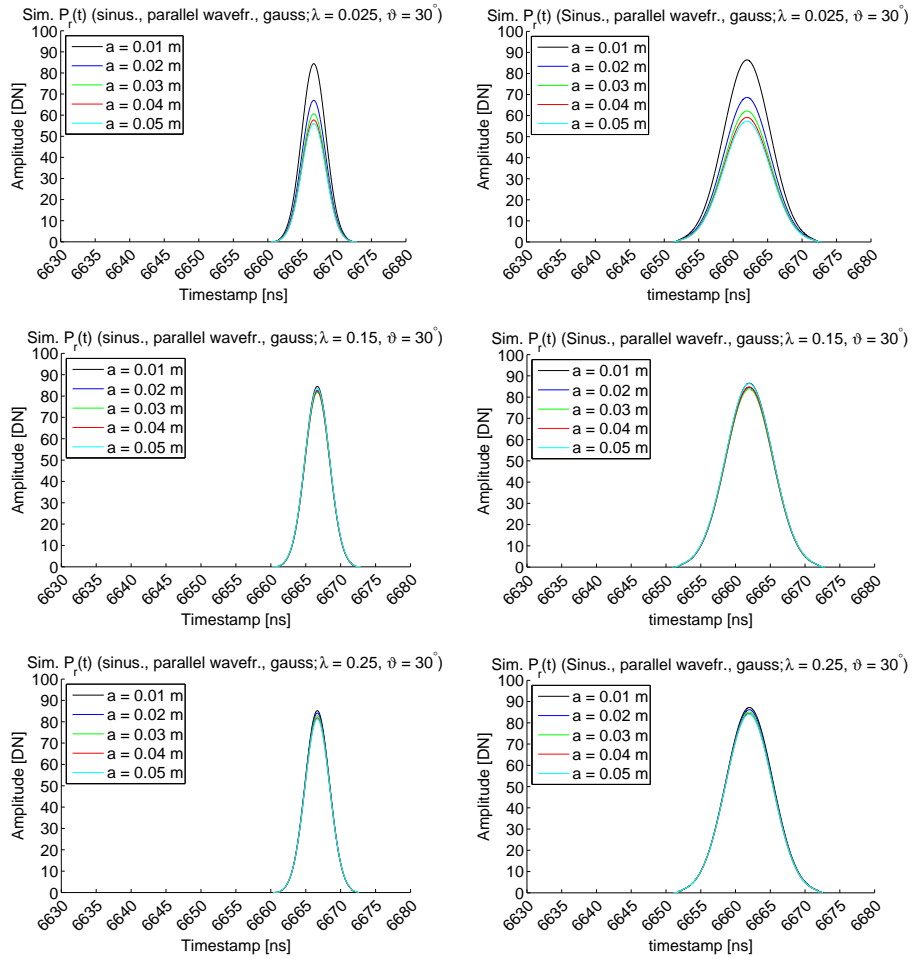 Sim. P_r(t) (sinus., parallel wavefr., gauss;λ = 0.025, ϑ = 30°)
a = 0.01 m
a = 0.02 m
a = 0.03 m
a = 0.04 m
a = 0.05 m
Amplitude [DN]
100
90
80
70
60
50
40
30
20
10
0
6630
6635
6640
6645
6650
6655
6660
6665
6670
6675
6680
Timestamp [ns]
Sim. P_r(t) (Sinus., parallel wavefr., gauss;λ = 0.025, ϑ = 30°)
a = 0.01 m
a = 0.02 m
a = 0.03 m
a = 0.04 m
a = 0.05 m
Amplitude [DN]
100
90
80
70
60
50
40
30
20
10
0
6630
6635
6640
6645
6650
6655
6660
6665
6670
6675
6680
timestamp [ns]
Sim. P_r(t) (sinus., parallel wavefr., gauss;λ = 0.15, ϑ = 30°)
a = 0.01 m
a = 0.02 m
a = 0.03 m
a = 0.04 m
a = 0.05 m
Amplitude [DN]
100
90
80
70
60
50
40
30
20
10
0
6630
6635
6640
6645
6650
6655
6660
6665
6670
6675
6680
Timestamp [ns]
Sim. P_r(t) (Sinus., parallel wavefr., gauss;λ = 0.15, ϑ = 30°)
a = 0.01 m
a = 0.02 m
a = 0.03 m
a = 0.04 m
a = 0.05 m
Amplitude [DN]
100
90
80
70
60
50
40
30
20
10
0
6630
6635
6640
6645
6650
6655
6660
6665
6670
6675
6680
timestamp [ns]
Sim. P_r(t) (sinus., parallel wavefr., gauss;λ = 0.25, ϑ = 30°)
a = 0.01 m
a = 0.02 m
a = 0.03 m
a = 0.04 m
a = 0.05 m
Amplitude [DN]
100
90
80
70
60
50
40
30
20
10
0
6630
6635
6640
6645
6650
6655
6660
6665
6670
6675
6680
Timestamp [ns]
Sim. P_r(t) (Sinus., parallel wavefr., gauss;λ = 0.25, ϑ = 30°)
a = 0.01 m
a = 0.02 m
a = 0.03 m
a = 0.04 m
a = 0.05 m
Amplitude [DN]
100
90
80
70
60
50
40
30
20
10
0
6630
6635
6640
6645
6650
6655
6660
6665
6670
6675
6680
timestamp [ns]